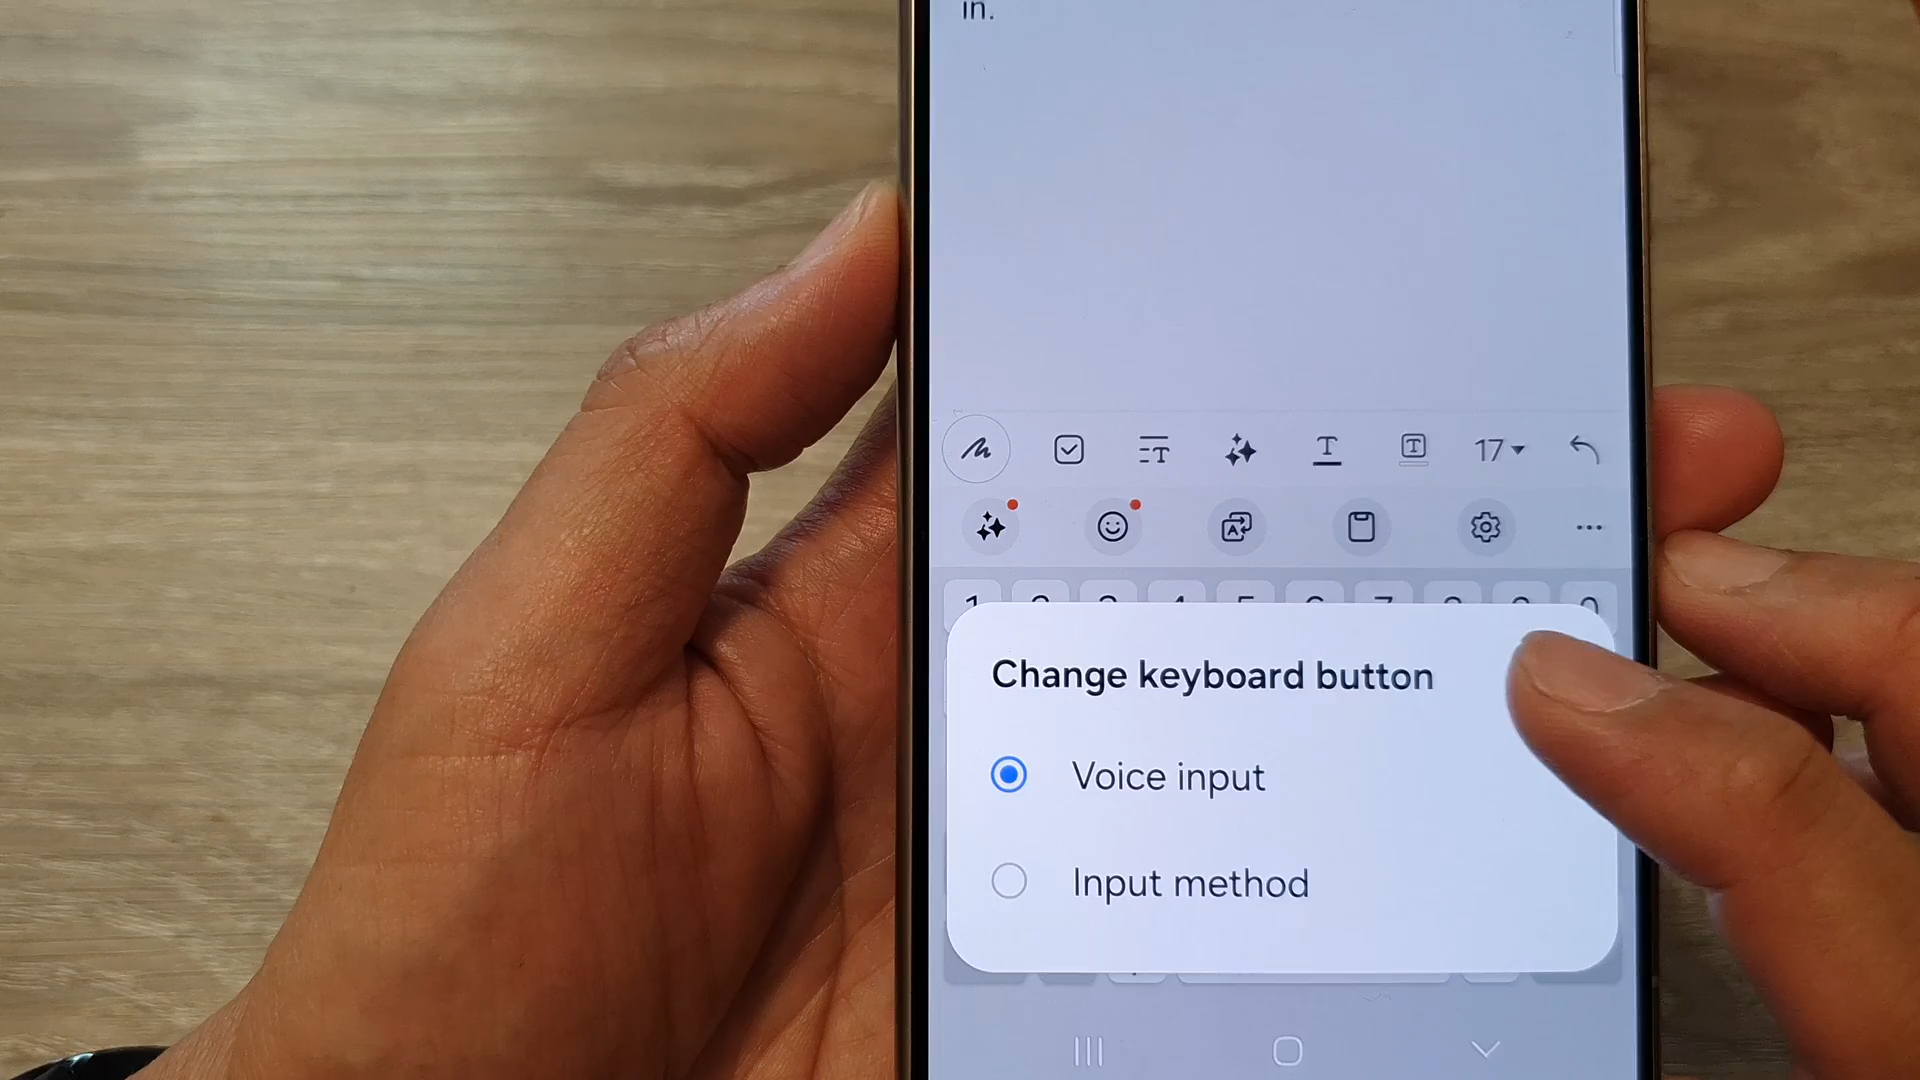 in.
17
Change keyboard button
Voice input
Input method